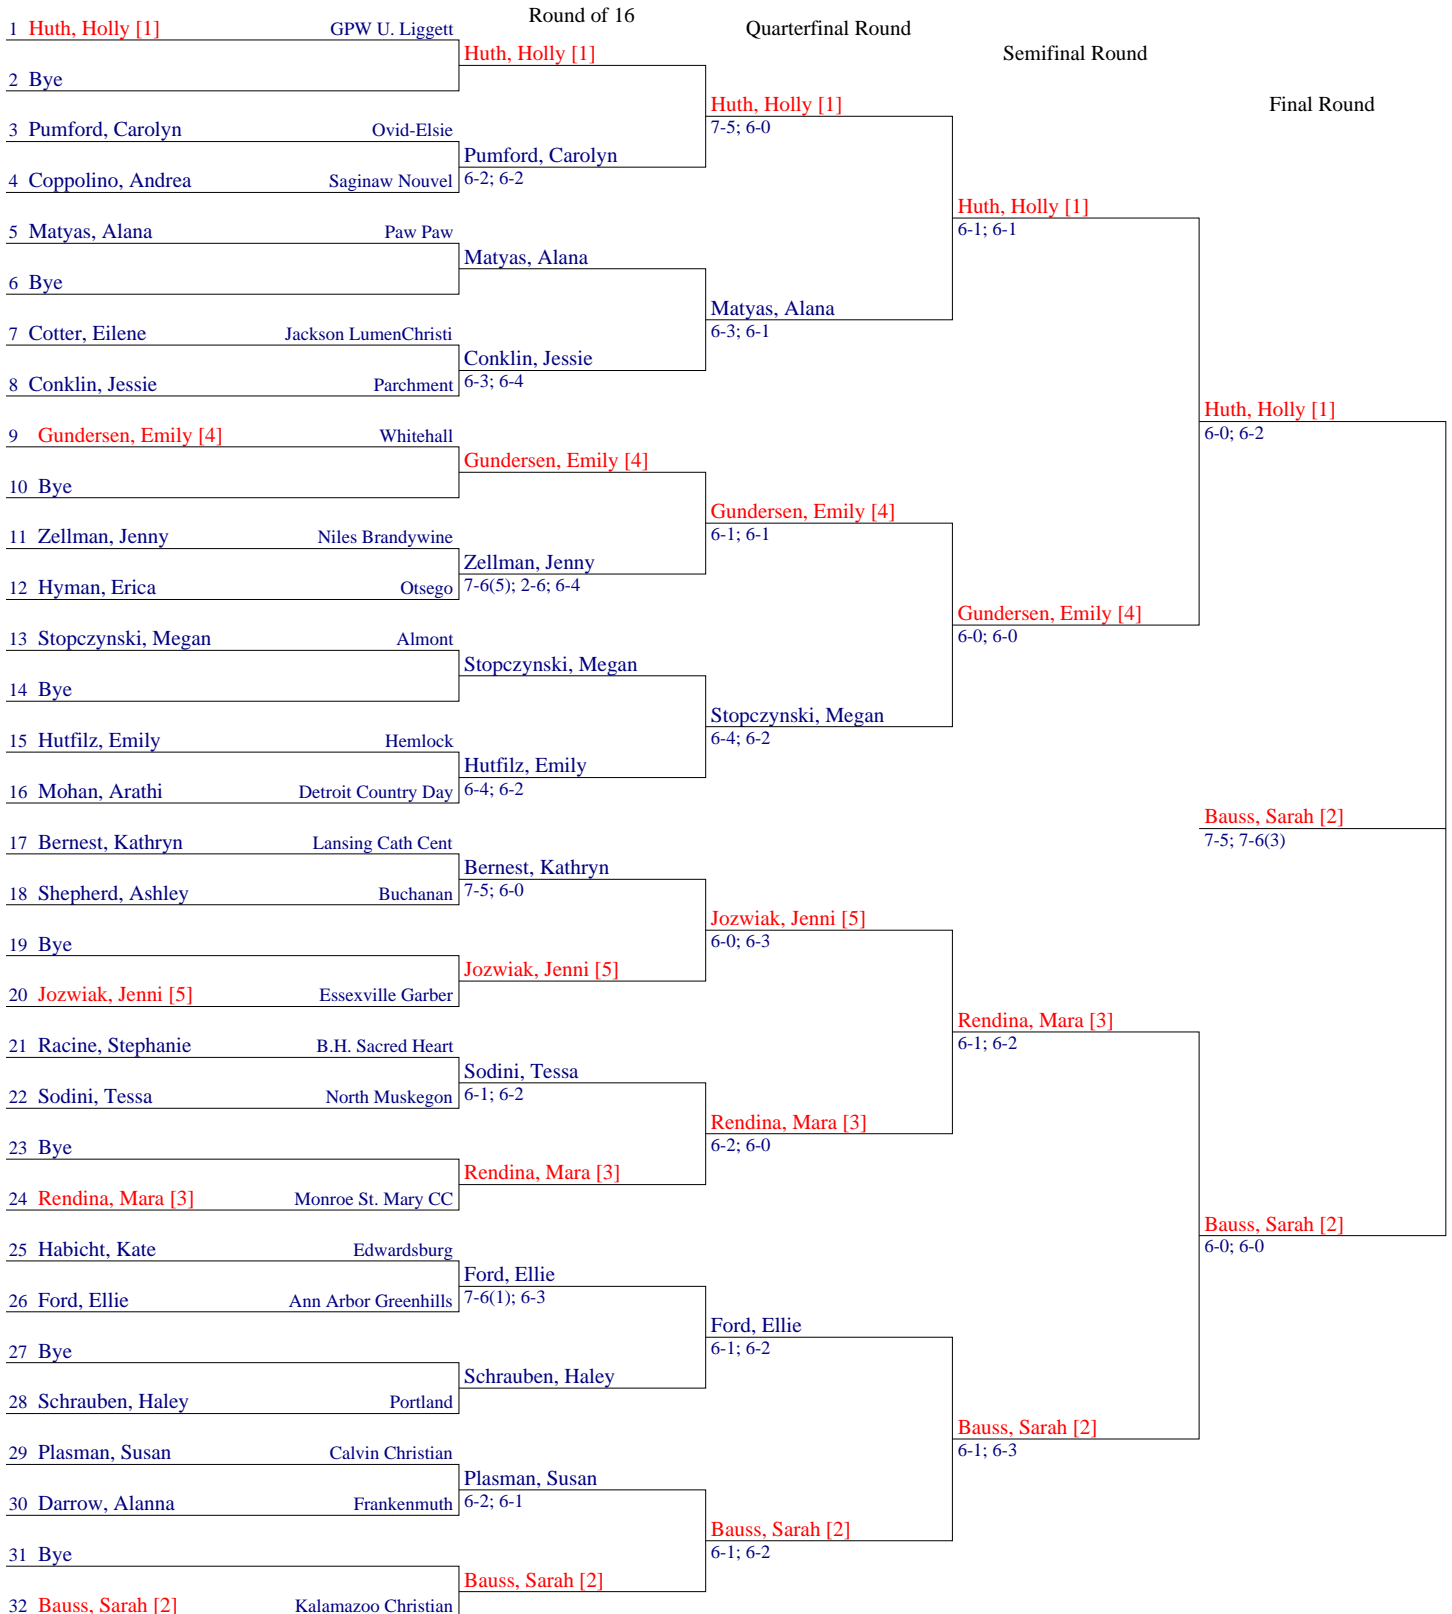 Round of 16
Quarterfinal Round
Semifinal Round
Final Round
1 Huth, Holly [1] GPW U. Liggett
Huth, Holly [1]
2 Bye
Huth, Holly [1]
7-5; 6-0
3 Pumford, Carolyn Ovid-Elsie
Pumford, Carolyn
6-2; 6-2
4 Coppolino, Andrea Saginaw Nouvel
Huth, Holly [1]
6-1; 6-1
5 Matyas, Alana Paw Paw
Matyas, Alana
6 Bye
Matyas, Alana
6-3; 6-1
7 Cotter, Eilene Jackson LumenChristi
Conklin, Jessie
6-3; 6-4
8 Conklin, Jessie Parchment
Huth, Holly [1]
6-0; 6-2
9 Gundersen, Emily [4] Whitehall
Gundersen, Emily [4]
10 Bye
Gundersen, Emily [4]
6-1; 6-1
11 Zellman, Jenny Niles Brandywine
Zellman, Jenny
7-6(5); 2-6; 6-4
12 Hyman, Erica Otsego
Gundersen, Emily [4]
6-0; 6-0
13 Stopczynski, Megan Almont
Stopczynski, Megan
14 Bye
Stopczynski, Megan
6-4; 6-2
15 Hutfilz, Emily Hemlock
Hutfilz, Emily
6-4; 6-2
16 Mohan, Arathi Detroit Country Day
Bauss, Sarah [2]
7-5; 7-6(3)
17 Bernest, Kathryn Lansing Cath Cent
Bernest, Kathryn
7-5; 6-0
18 Shepherd, Ashley Buchanan
Jozwiak, Jenni [5]
6-0; 6-3
19 Bye
Jozwiak, Jenni [5]
20 Jozwiak, Jenni [5] Essexville Garber
Rendina, Mara [3]
6-1; 6-2
21 Racine, Stephanie B.H. Sacred Heart
Sodini, Tessa
6-1; 6-2
22 Sodini, Tessa North Muskegon
Rendina, Mara [3]
6-2; 6-0
23 Bye
Rendina, Mara [3]
24 Rendina, Mara [3] Monroe St. Mary CC
Bauss, Sarah [2]
6-0; 6-0
25 Habicht, Kate Edwardsburg
Ford, Ellie
7-6(1); 6-3
26 Ford, Ellie Ann Arbor Greenhills
Ford, Ellie
6-1; 6-2
27 Bye
Schrauben, Haley
28 Schrauben, Haley Portland
Bauss, Sarah [2]
6-1; 6-3
29 Plasman, Susan Calvin Christian
Plasman, Susan
6-2; 6-1
30 Darrow, Alanna Frankenmuth
Bauss, Sarah [2]
6-1; 6-2
31 Bye
Bauss, Sarah [2]
32 Bauss, Sarah [2] Kalamazoo Christian